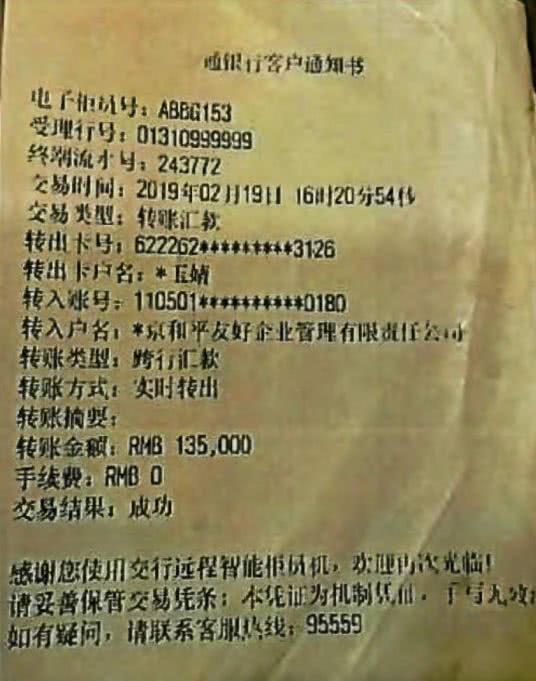 通银行客户通知书
电子柜员号：ABBG153
受理行号：01310999999
终端流水号：243772
交易时间：2019年02月19日 16时20分54秒
交易类型：转账汇款
转出卡号：622262*********3126
转出卡户名：*玉婧
转入账号：110501**********0180
转入户名：*京和平友好企业管理有限责任公司
转账类型：跨行汇款
转账方式：实时转出
转账摘要：
转账金额：RMB 135,000
手续费：RMB 0
交易结果：成功
感谢您使用交行远程智能柜员机，欢迎再次光临！
请妥善保管交易凭条；本凭证为机制凭证，手写无效
如有疑问，请联系客服热线：95559